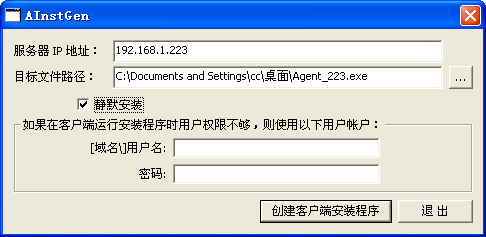 AInstGen
服务器 IP 地址： 192.168.1.223
目标文件路径： C:\Documents and Settings\cc\桌面\Agent_223.exe ...
静默安装
如果在客户端运行安装程序时用户权限不够，则使用以下用户帐户：
[域名\]用户名:
密码:
创建客户端安装程序 退 出